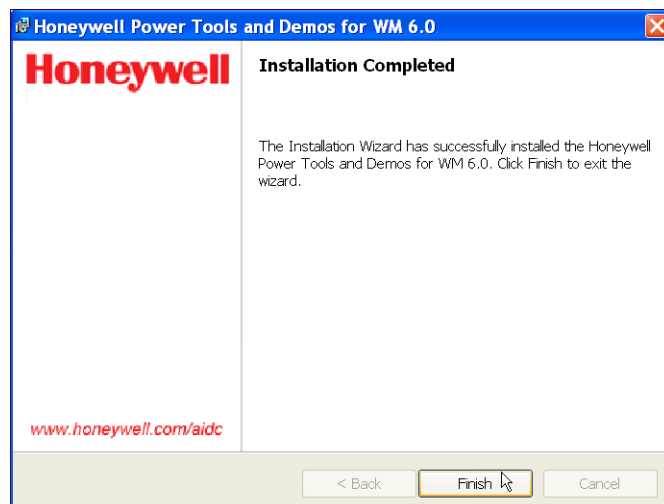 Honeywell Power Tools and Demos for WM 6.0
Honeywell
Installation Completed
The Installation Wizard has successfully installed the Honeywell
Power Tools and Demos for WM 6.0. Click Finish to exit the
wizard.
www.honeywell.com/aidc
< Back
Finish
Cancel